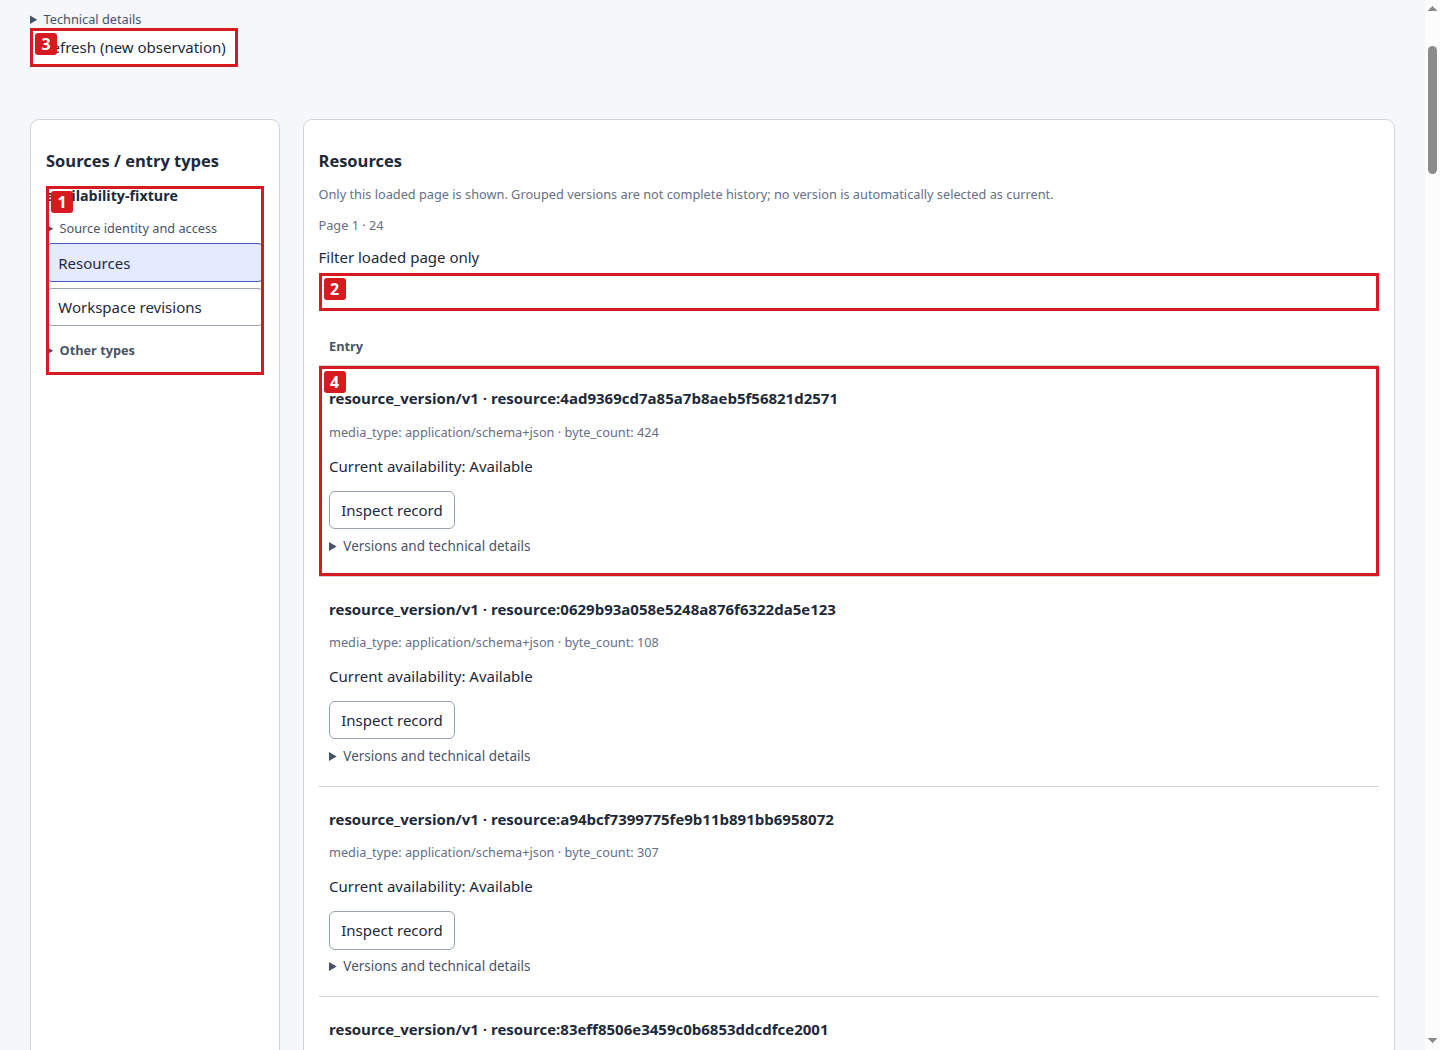 Technical details
3 efresh (new observation)
Sources / entry types
1 ilability-fixture
Source identity and access
Resources
Workspace revisions
Other types
Resources
Only this loaded page is shown. Grouped versions are not complete history; no version is automatically selected as current.
Page 1 · 24
Filter loaded page only
2
Entry
4
resource_version/v1 · resource:4ad9369cd7a85a7b8aeb5f56821d2571
media_type: application/schema+json · byte_count: 424
Current availability: Available
Inspect record
Versions and technical details
resource_version/v1 · resource:0629b93a058e5248a876f6322da5e123
media_type: application/schema+json · byte_count: 108
Current availability: Available
Inspect record
Versions and technical details
resource_version/v1 · resource:a94bcf7399775fe9b11b891bb6958072
media_type: application/schema+json · byte_count: 307
Current availability: Available
Inspect record
Versions and technical details
resource_version/v1 · resource:83eff8506e3459c0b6853ddcdfce2001